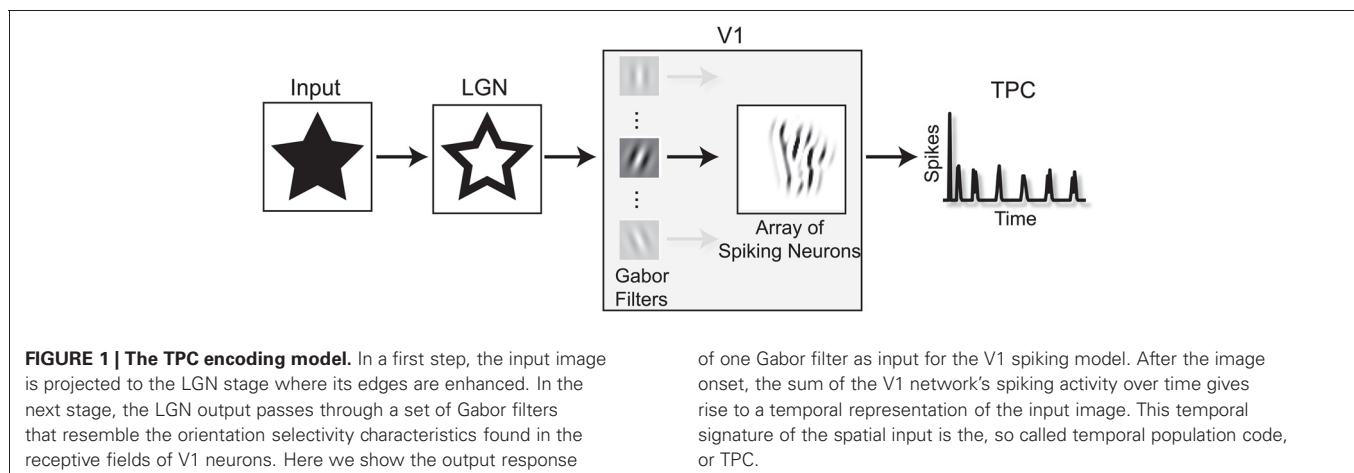 V1
Input
LGN
TPC
Spikes
Time
Array of
Spiking Neurons
Gabor
Filters
FIGURE 1 | The TPC encoding model. In a first step, the input image
is projected to the LGN stage where its edges are enhanced. In the
next stage, the LGN output passes through a set of Gabor filters
that resemble the orientation selectivity characteristics found in the
receptive fields of V1 neurons. Here we show the output response
of one Gabor filter as input for the V1 spiking model. After the image
onset, the sum of the V1 network's spiking activity over time gives
rise to a temporal representation of the input image. This temporal
signature of the spatial input is the, so called temporal population code,
or TPC.